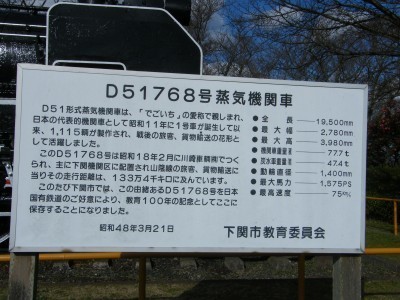 D51768号蒸気機関車
D51形式蒸気機関車は、「でごいち」の愛称で親しまれ、
日本の代表的機関車として昭和11年に1号車が誕生して以
来、1,115輌が製作され、戦後の旅客、貨物輸送の花形と
して活躍しました。
このD51768号は昭和18年2月に川崎車輌㈱でつく
られ、主に下関機関区に配置され山陽線の旅客、貨物輸送に
当りその走行距離は、133万4千キロに及んでいます。
このたび下関市では、この由緒あるD51768号を日本
国有鉄道のご好意により、教育100年の記念としてここに
保存することになりました。
昭和48年3月21日
●全長 19,500mm
●最大幅 2,780mm
●最大高 3,980mm
●機関車運転整備重量 77.7t
●炭水車運転整備重量 47.4t
●動輪直径 1,400mm
●最大馬力 1,575PS
●最高速度 75
下関市教育委員会